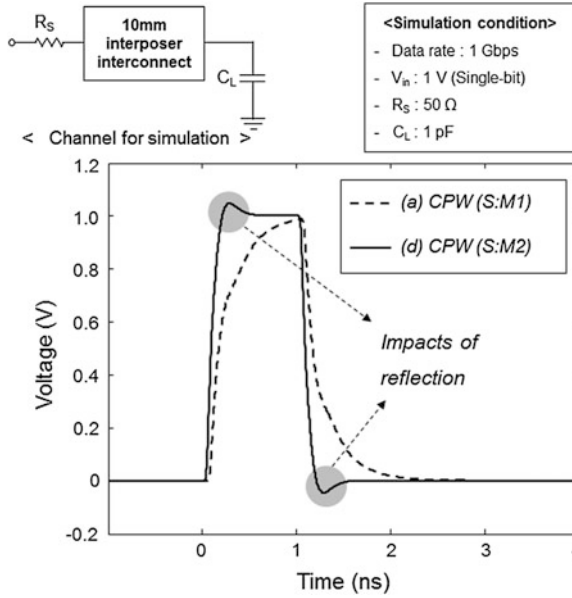 R_S
10mm
interposer
interconnect
C_L
< Channel for simulation >
<Simulation condition>
- Data rate : 1 Gbps
- V_in : 1 V (Single-bit)
- R_S : 50 Ω
- C_L : 1 pF
1.2
1.0
0.8
0.6
0.4
0.2
0
-0.2
Voltage (V)
(a) CPW (S:M1)
(d) CPW (S:M2)
Impacts of
reflection
0
1
2
3
4
Time (ns)